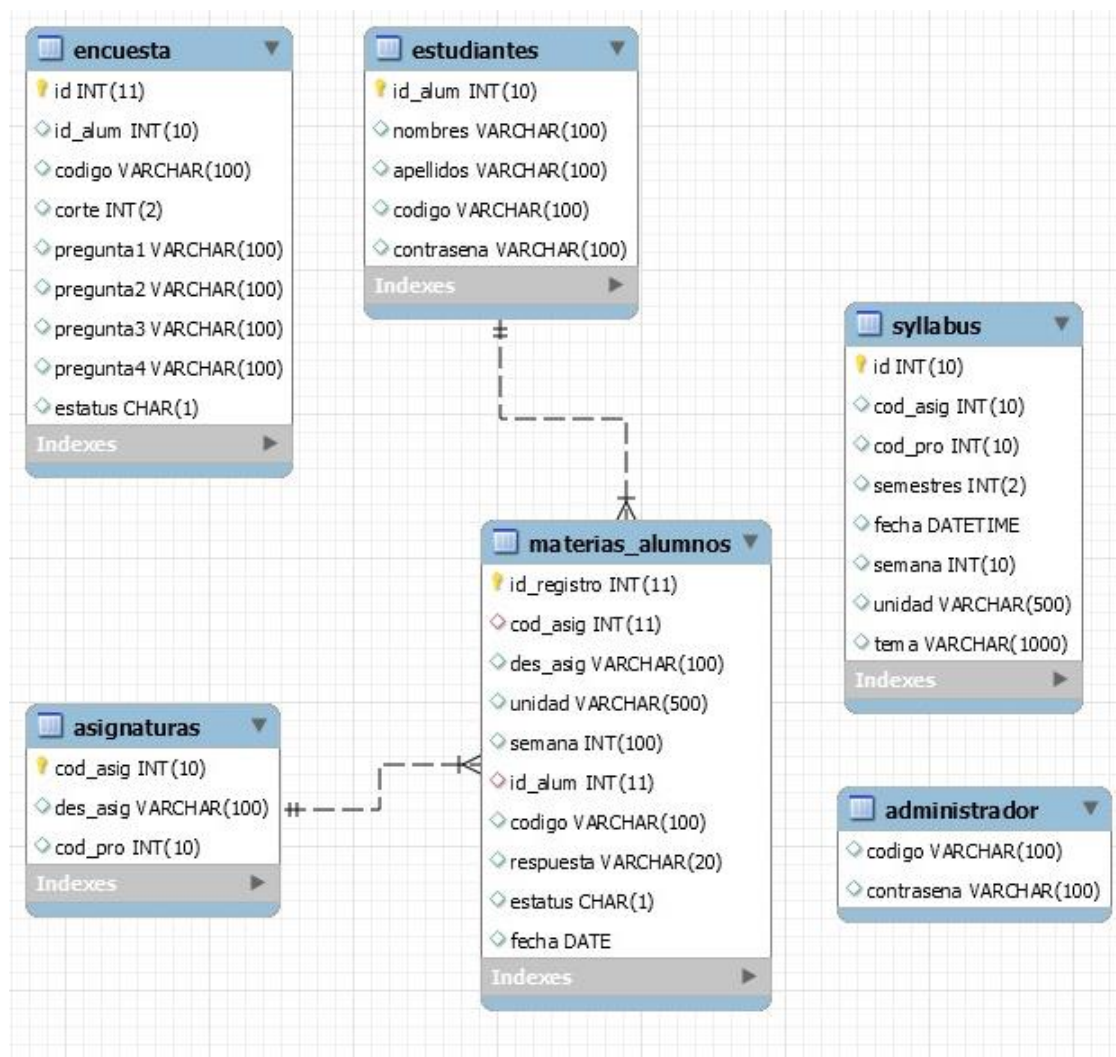 encuesta
id INT(11)
id_alum INT(10)
codigo VARCHAR(100)
corte INT(2)
pregunta1 VARCHAR(100)
pregunta2 VARCHAR(100)
pregunta3 VARCHAR(100)
pregunta4 VARCHAR(100)
estatus CHAR(1)
Indexes
estudiantes
id_alum INT(10)
nombres VARCHAR(100)
apellidos VARCHAR(100)
codigo VARCHAR(100)
contrasena VARCHAR(100)
Indexes
syllabus
id INT(10)
cod_asig INT(10)
cod_pro INT(10)
semestres INT(2)
fecha DATETIME
semana INT(10)
unidad VARCHAR(500)
tema VARCHAR(1000)
Indexes
materias_alumnos
id_registro INT(11)
cod_asig INT(11)
des_asig VARCHAR(100)
unidad VARCHAR(500)
semana INT(100)
id_alum INT(11)
codigo VARCHAR(100)
respuesta VARCHAR(20)
estatus CHAR(1)
fecha DATE
Indexes
asignaturas
cod_asig INT(10)
des_asig VARCHAR(100)
cod_pro INT(10)
Indexes
administrador
codigo VARCHAR(100)
contrasena VARCHAR(100)